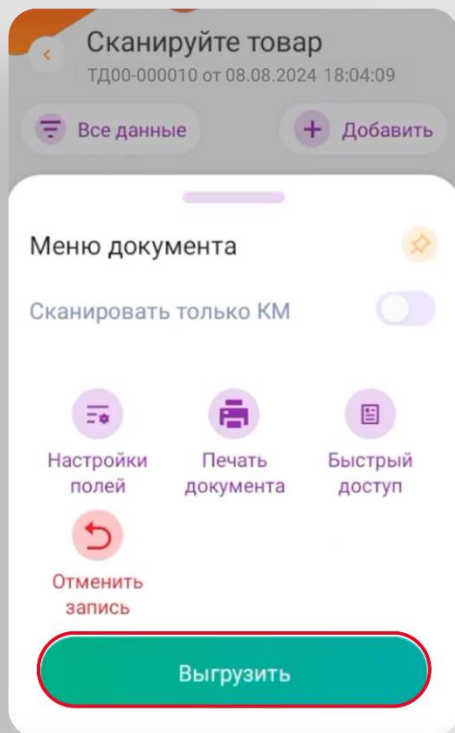 Сканируйте товар
ТД00-000010 от 08.08.2024 18:04:09
Все данные
Добавить
Меню документа
Сканировать только КМ
Настройки полей
Печать документа
Быстрый доступ
Отменить запись
Выгрузить